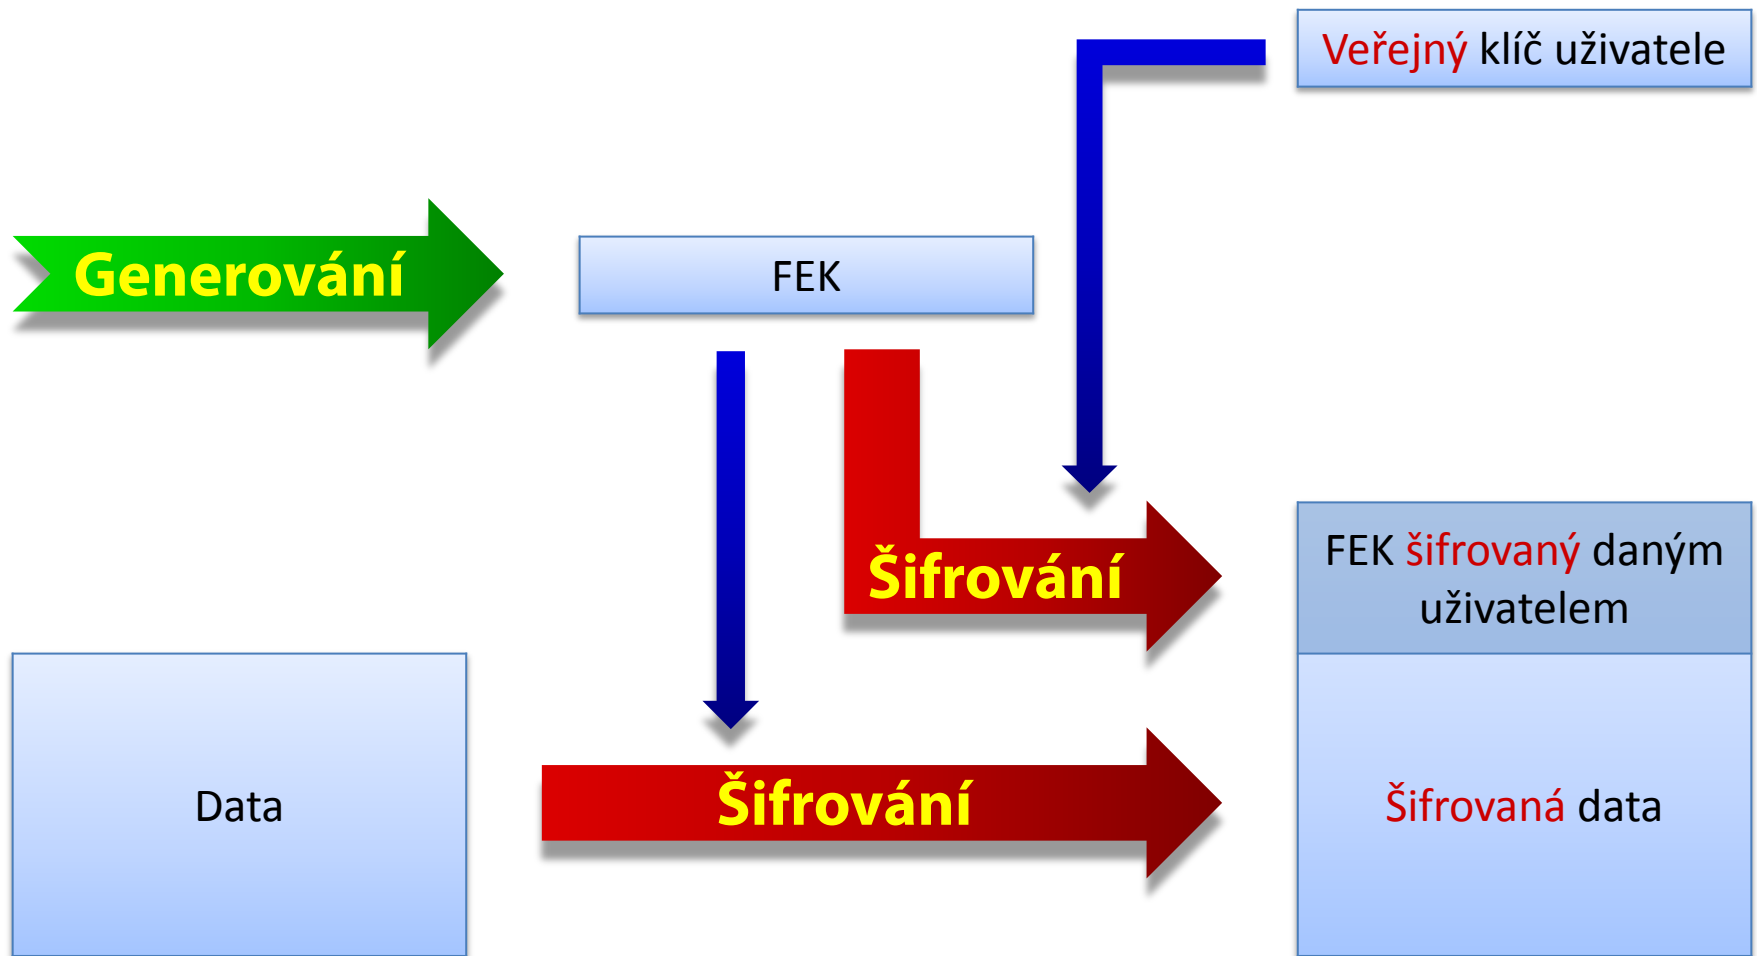 Veřejný klíč uživatele
Generování
FEK
Šifrování
FEK šifrovaný daným
uživatelem
Data
Šifrování
Šifrovaná data